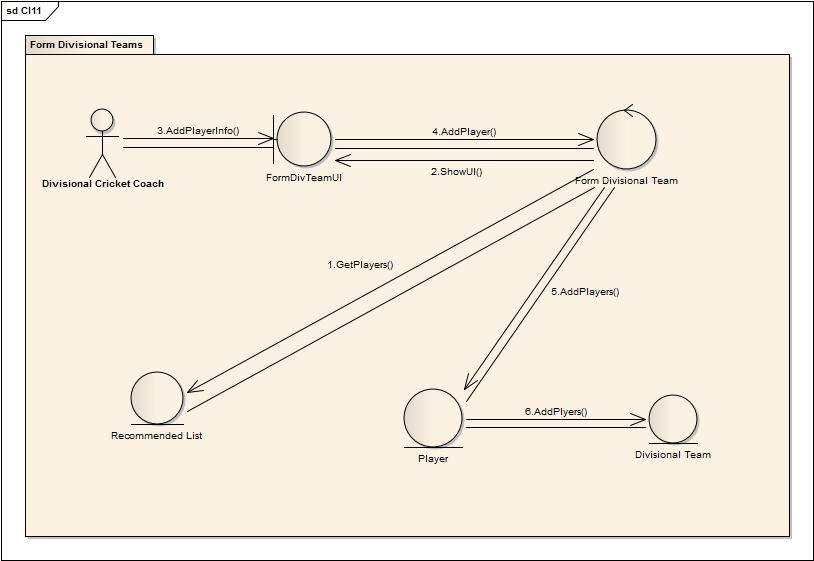 sd CI11
Form Divisional Teams
3.AddPlayerInfo()
4.AddPlayer()
2.ShowUI()
Divisional Cricket Coach
FormDivTeamUI
Form Divisional Team
1.GetPlayers()
5.AddPlayers()
6.AddPlyers()
Recommended List
Player
Divisional Team